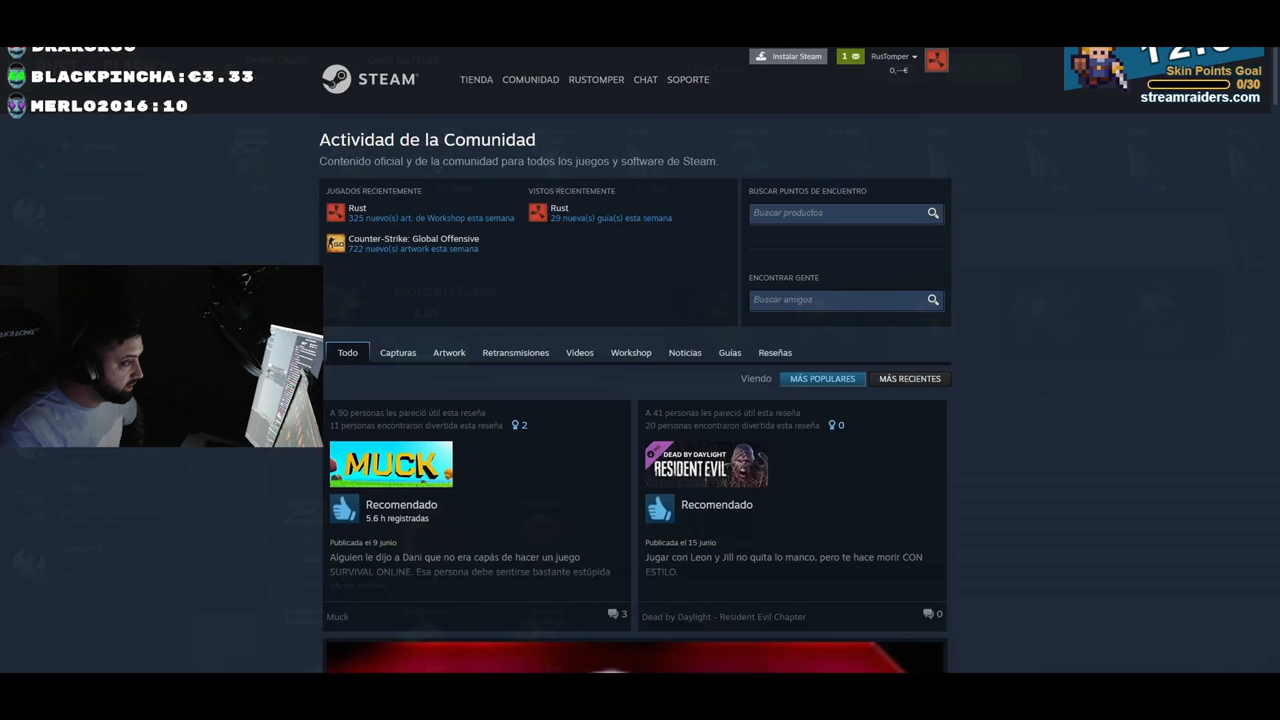 BLACKPINCHA:€3.33
MERLO2016:10
AKRACING
Instalar Steam
1
RusTomper
0,--€
STEAM®
TIENDA COMUNIDAD RUSTOMPER CHAT SOPORTE
Skin Points Goal
0/30
streamraiders.com
Actividad de la Comunidad
Contenido oficial y de la comunidad para todos los juegos y software de Steam.
JUGADOS RECIENTEMENTE
Rust
325 nuevo(s) art. de Workshop esta semana
Counter-Strike: Global Offensive
722 nuevo(s) artwork esta semana
VISTOS RECIENTEMENTE
Rust
29 nueva(s) guía(s) esta semana
BUSCAR PUNTOS DE ENCUENTRO
Buscar productos
ENCONTRAR GENTE
Buscar amigos
Golden Case
5.65
Todo Capturas Artwork Retransmisiones Vídeos Workshop Noticias Guías Reseñas
Viendo MÁS POPULARES MÁS RECIENTES
A 90 personas les pareció útil esta reseña
11 personas encontraron divertida esta reseña 2
MUCK
Recomendado
5.6 h registradas
Publicada el 9 junio
Alguien le dijo a Dani que no era capás de hacer un juego
SURVIVAL ONLINE. Esa persona debe sentirse bastante estúpida
ahora mismo.
Muck 3
A 41 personas les pareció útil esta reseña
20 personas encontraron divertida esta reseña 0
DEAD BY DAYLIGHT
RESIDENT EVIL
Recomendado
Publicada el 15 junio
Jugar con Leon y Jill no quita lo manco, pero te hace morir CON
ESTILO.
Dead by Daylight - Resident Evil Chapter 0